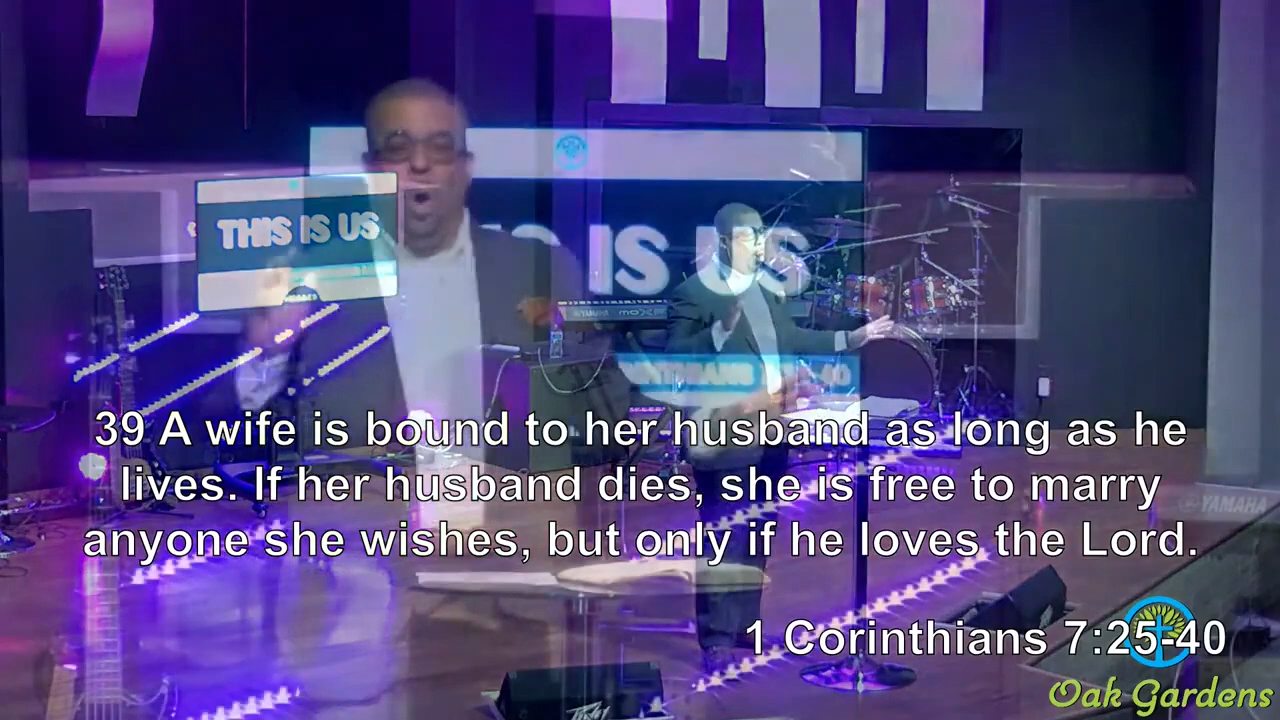 THIS IS US
IS US
39 A wife is bound to her husband as long as he
lives. If her husband dies, she is free to marry
anyone she wishes, but only if he loves the Lord.
YAMAHA
1 Corinthians 7:25-40
Oak Gardens